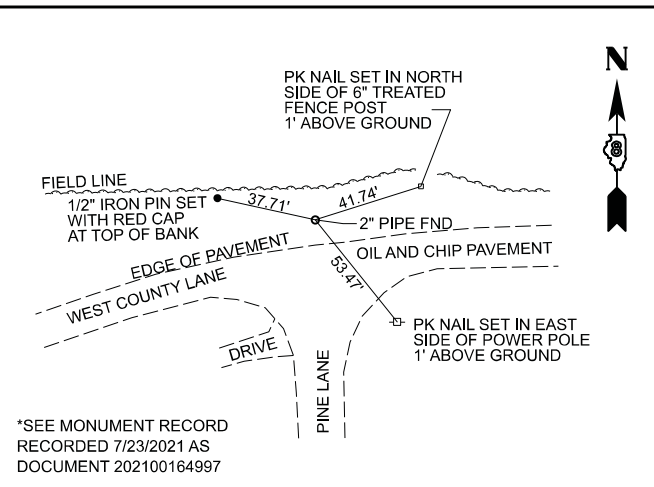 N
PK NAIL SET IN NORTH
SIDE OF 6" TREATED
FENCE POST
1' ABOVE GROUND
FIELD LINE
1/2" IRON PIN SET
WITH RED CAP
AT TOP OF BANK
37.71'
41.74'
2" PIPE FND
EDGE OF PAVEMENT
OIL AND CHIP PAVEMENT
WEST COUNTY LANE
53.47'
PK NAIL SET IN EAST
SIDE OF POWER POLE
1' ABOVE GROUND
DRIVE
PINE LANE
*SEE MONUMENT RECORD
RECORDED 7/23/2021 AS
DOCUMENT 202100164997